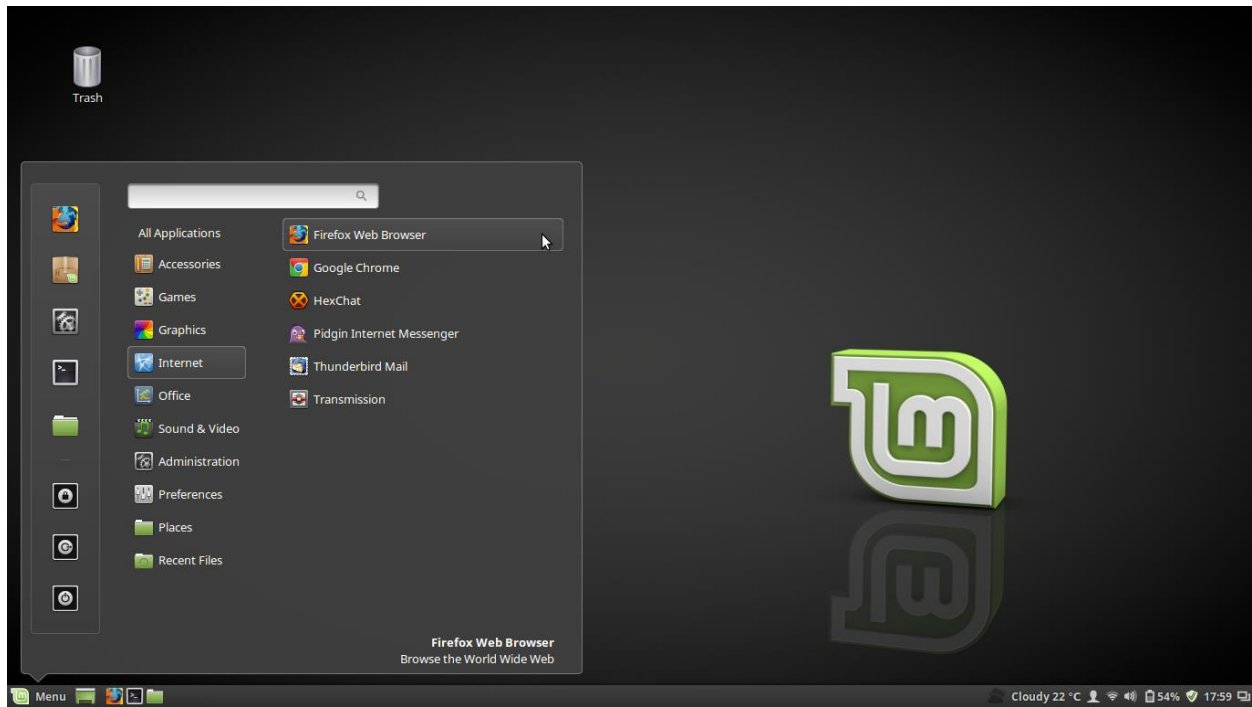 Trash
All Applications
Accessories
Games
Graphics
Internet
Office
Sound & Video
Administration
Preferences
Places
Recent Files
Firefox Web Browser
Google Chrome
HexChat
Pidgin Internet Messenger
Thunderbird Mail
Transmission
Firefox Web Browser
Browse the World Wide Web
lm
Menu
Cloudy 22 °C 54% 17:59